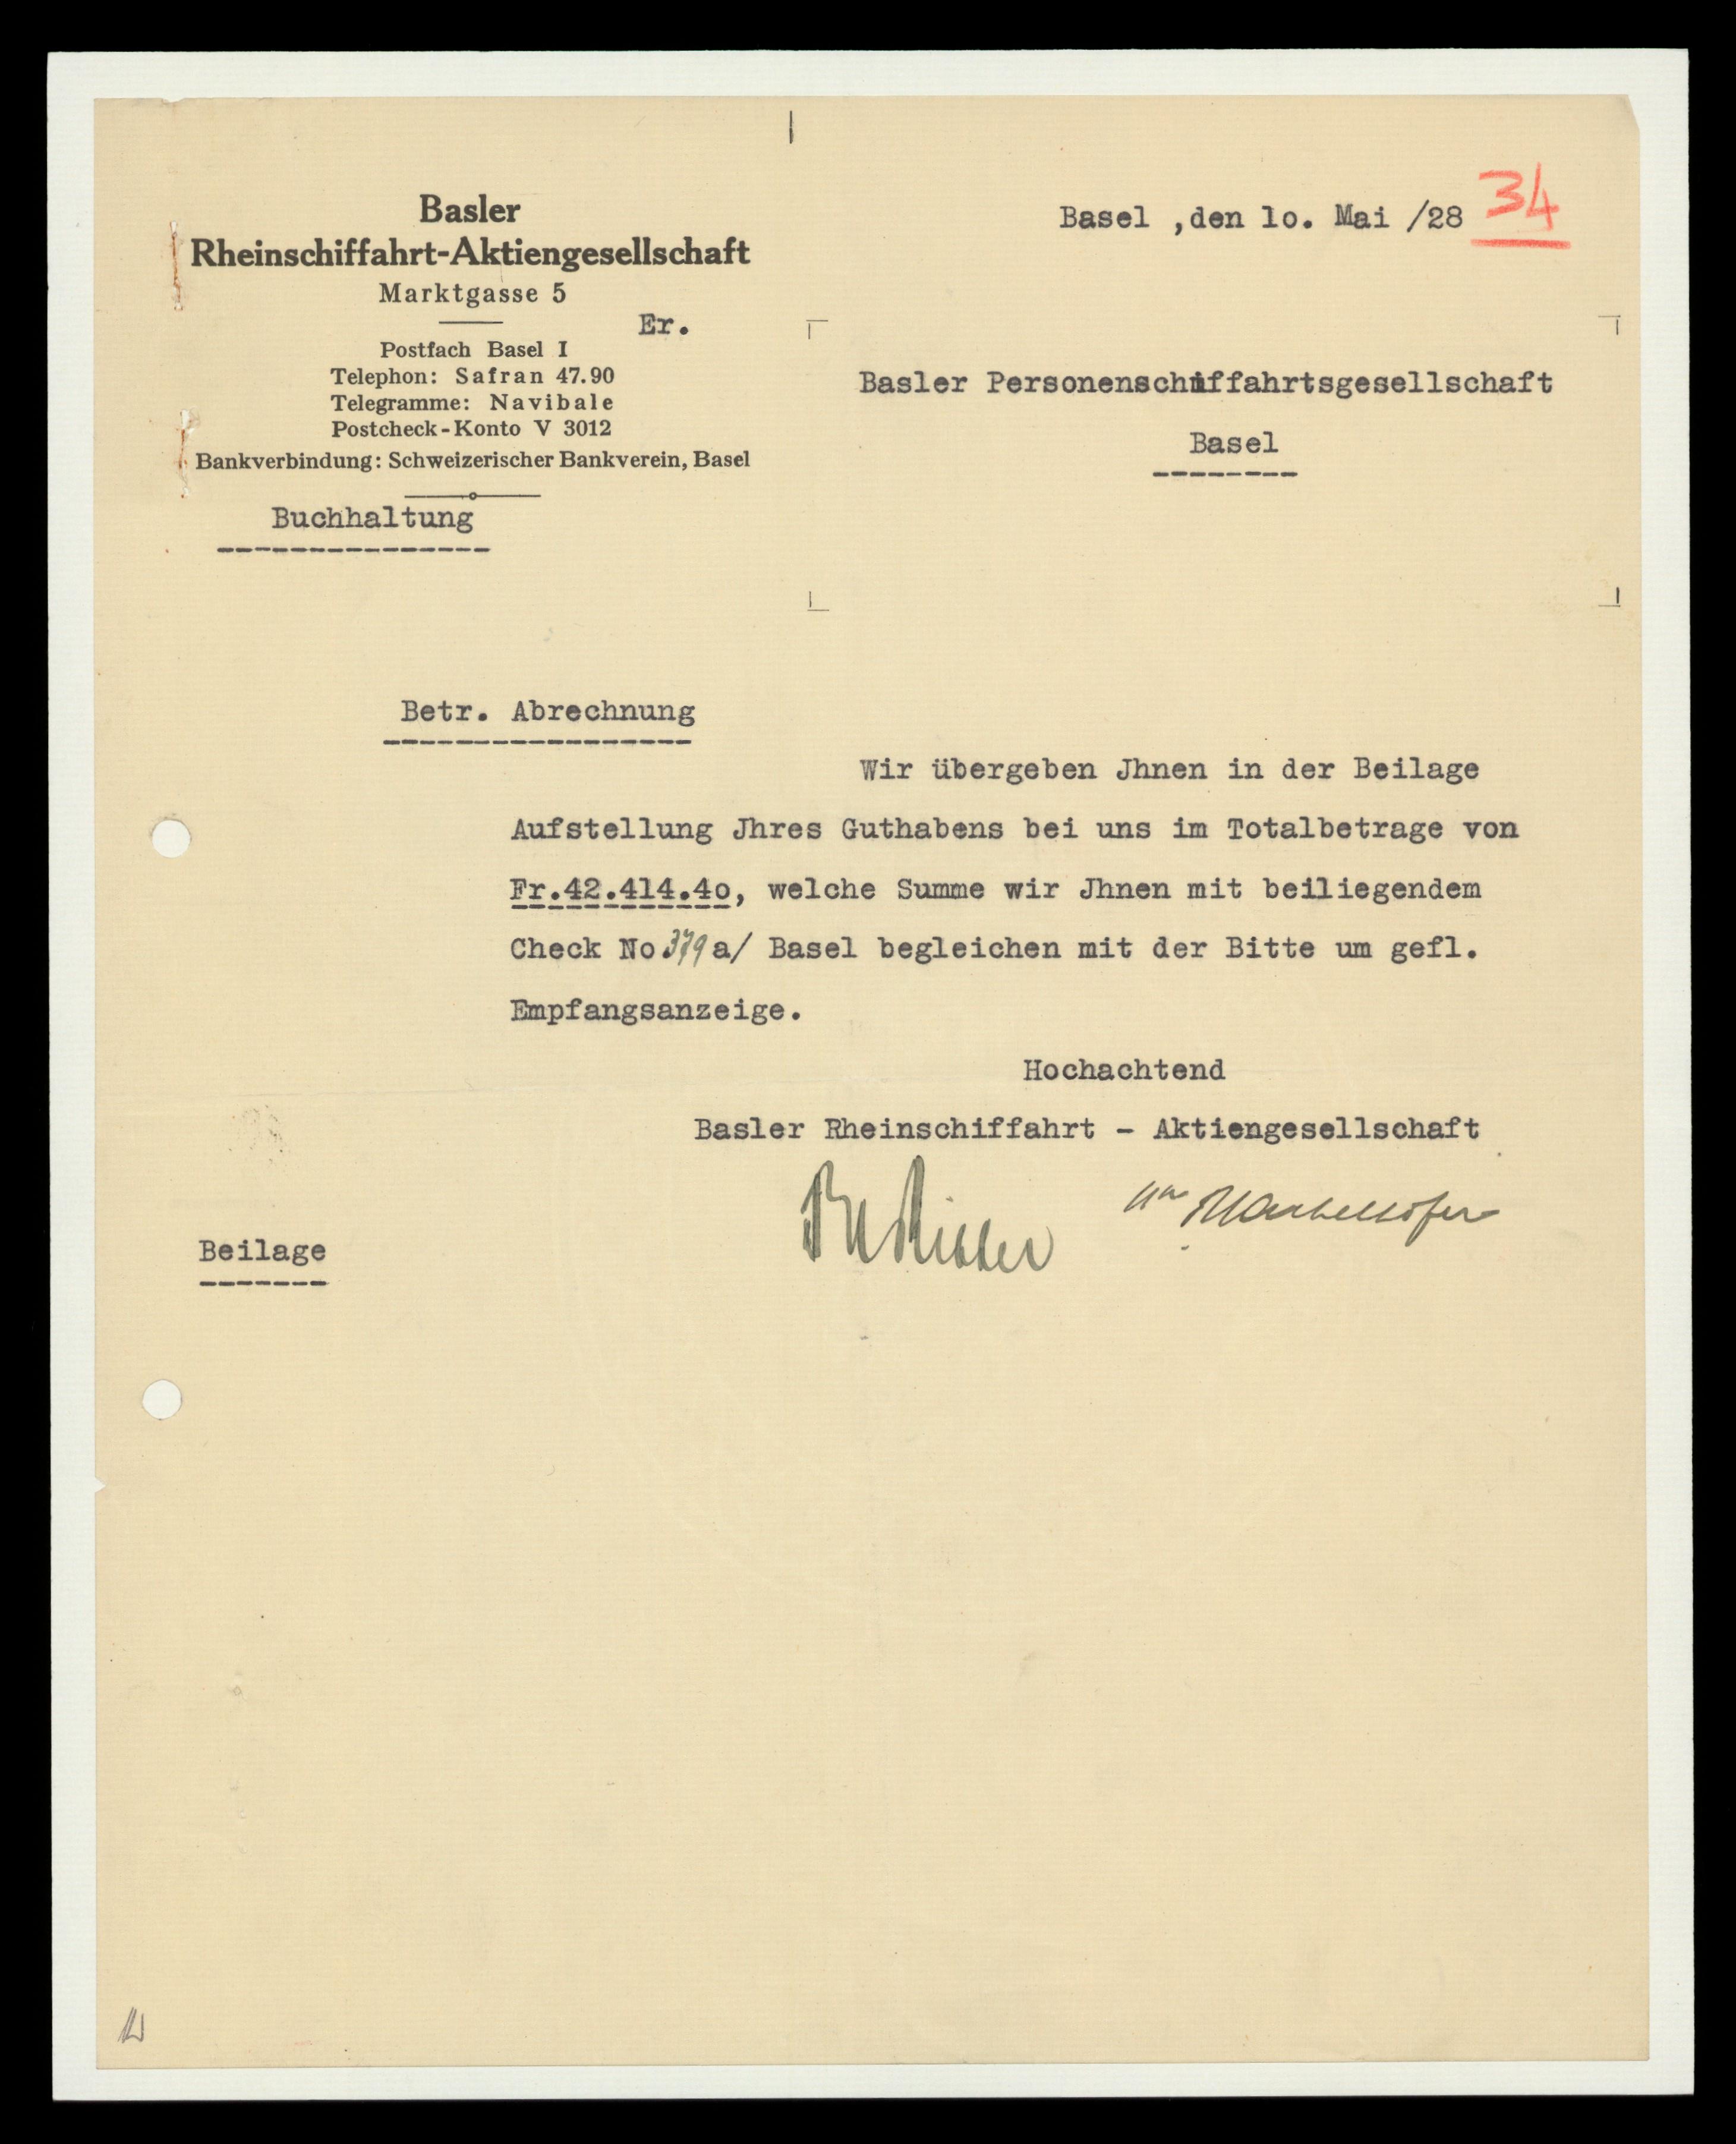 Basler
Rheinschiffahrt-Aktiengesellschaft
Marktgasse 5
Er.
Postfach Basel I
Telephon: Safran 47.90
Telegramme: Navibale
Postcheck-Konto V 3012
Bankverbindung: Schweizerischer Bankverein, Basel
Buchhaltung
Basel ,den lo. Mai /28
34
Basler Personenschiffahrtsgesellschaft
Basel
Betr. Abrechnung
Wir übergeben Jhnen in der Beilage
Aufstellung Jhres Guthabens bei uns im Totalbetrage von
Fr.42.414.4o, welche Summe wir Jhnen mit beiliegendem
Check No 379 a/ Basel begleichen mit der Bitte um gefl.
Empfangsanzeige.
Hochachtend
Basler Rheinschiffahrt - Aktiengesellschaft
Beilage